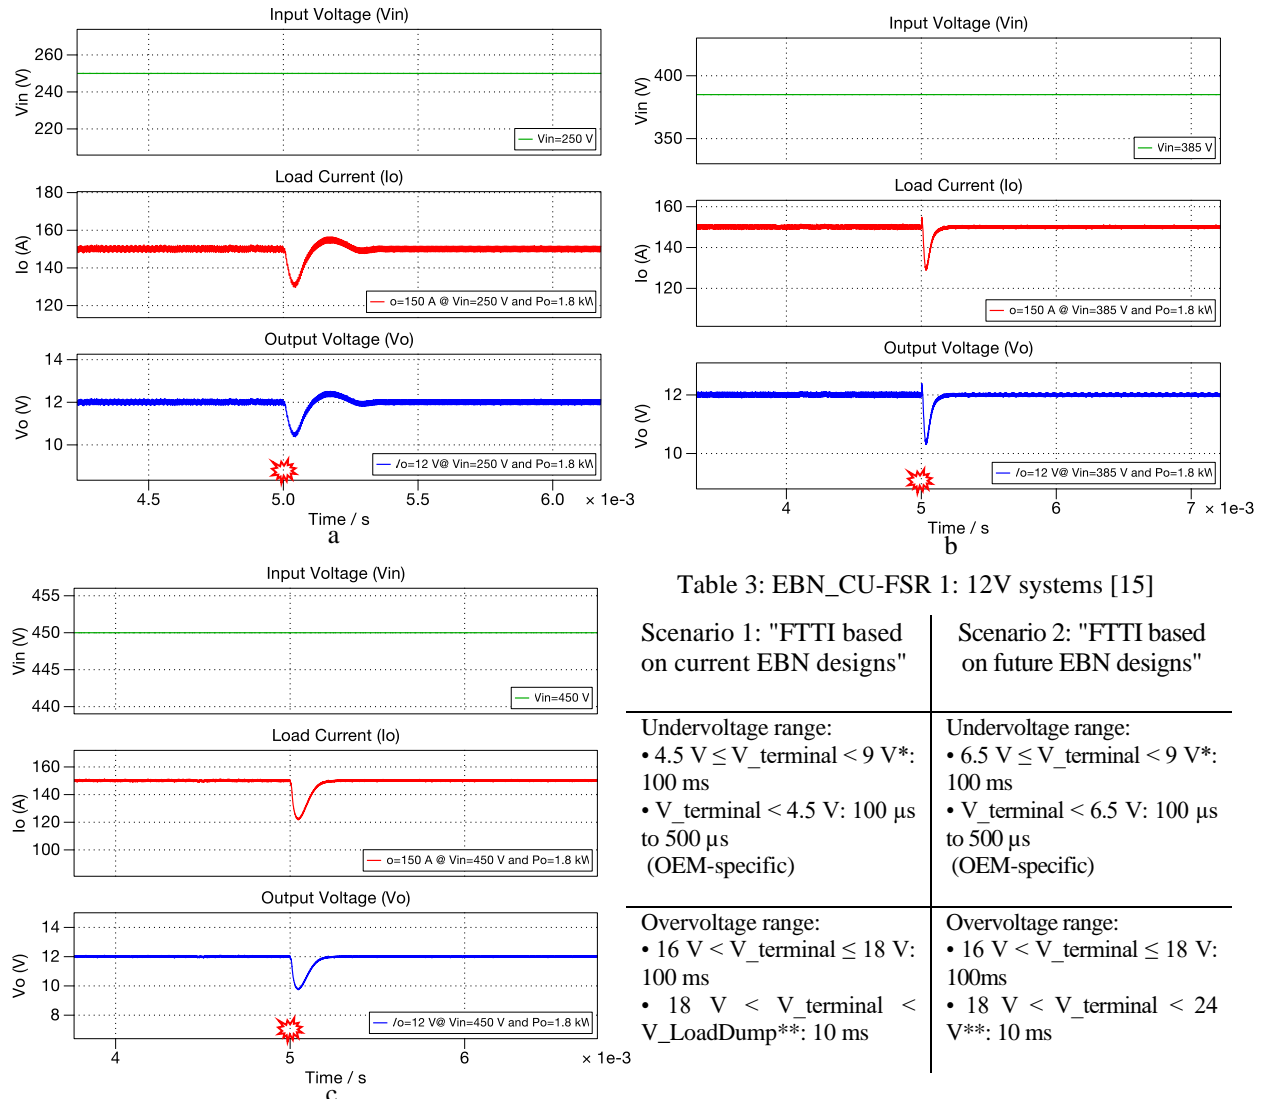 Input Voltage (Vin)
260
240
220
Vin (V)
Vin=250 V
Load Current (Io)
180
160
140
120
Io (A)
o=150 A @ Vin=250 V and Po=1.8 kW
Output Voltage (Vo)
14
12
10
Vo (V)
/o=12 V@ Vin=250 V and Po=1.8 kW
4.5 5.0 5.5 6.0 × 1e-3
Time / s
a
Input Voltage (Vin)
400
350
Vin (V)
Vin=385 V
Load Current (Io)
160
140
120
Io (A)
o=150 A @ Vin=385 V and Po=1.8 kW
Output Voltage (Vo)
12
10
Vo (V)
/o=12 V@ Vin=385 V and Po=1.8 kW
4 5 6 7 × 1e-3
Time / s
b
Input Voltage (Vin)
455
450
445
440
Vin (V)
Vin=450 V
Load Current (Io)
160
140
120
100
Io (A)
o=150 A @ Vin=450 V and Po=1.8 kW
Output Voltage (Vo)
14
12
10
8
Vo (V)
/o=12 V@ Vin=450 V and Po=1.8 kW
4 5 6 × 1e-3
Time / s
c
Table 3: EBN_CU-FSR 1: 12V systems [15]
Scenario 1: "FTTI based
on current EBN designs"
Scenario 2: "FTTI based
on future EBN designs"
Undervoltage range:
• 4.5 V ≤ V_terminal < 9 V*:
100 ms
• V_terminal < 4.5 V: 100 µs
to 500 µs
(OEM-specific)
Undervoltage range:
• 6.5 V ≤ V_terminal < 9 V*:
100 ms
• V_terminal < 6.5 V: 100 µs
to 500 µs
(OEM-specific)
Overvoltage range:
• 16 V < V_terminal ≤ 18 V:
100 ms
• 18 V < V_terminal <
V_LoadDump**: 10 ms
Overvoltage range:
• 16 V < V_terminal ≤ 18 V:
100ms
• 18 V < V_terminal < 24
V**: 10 ms